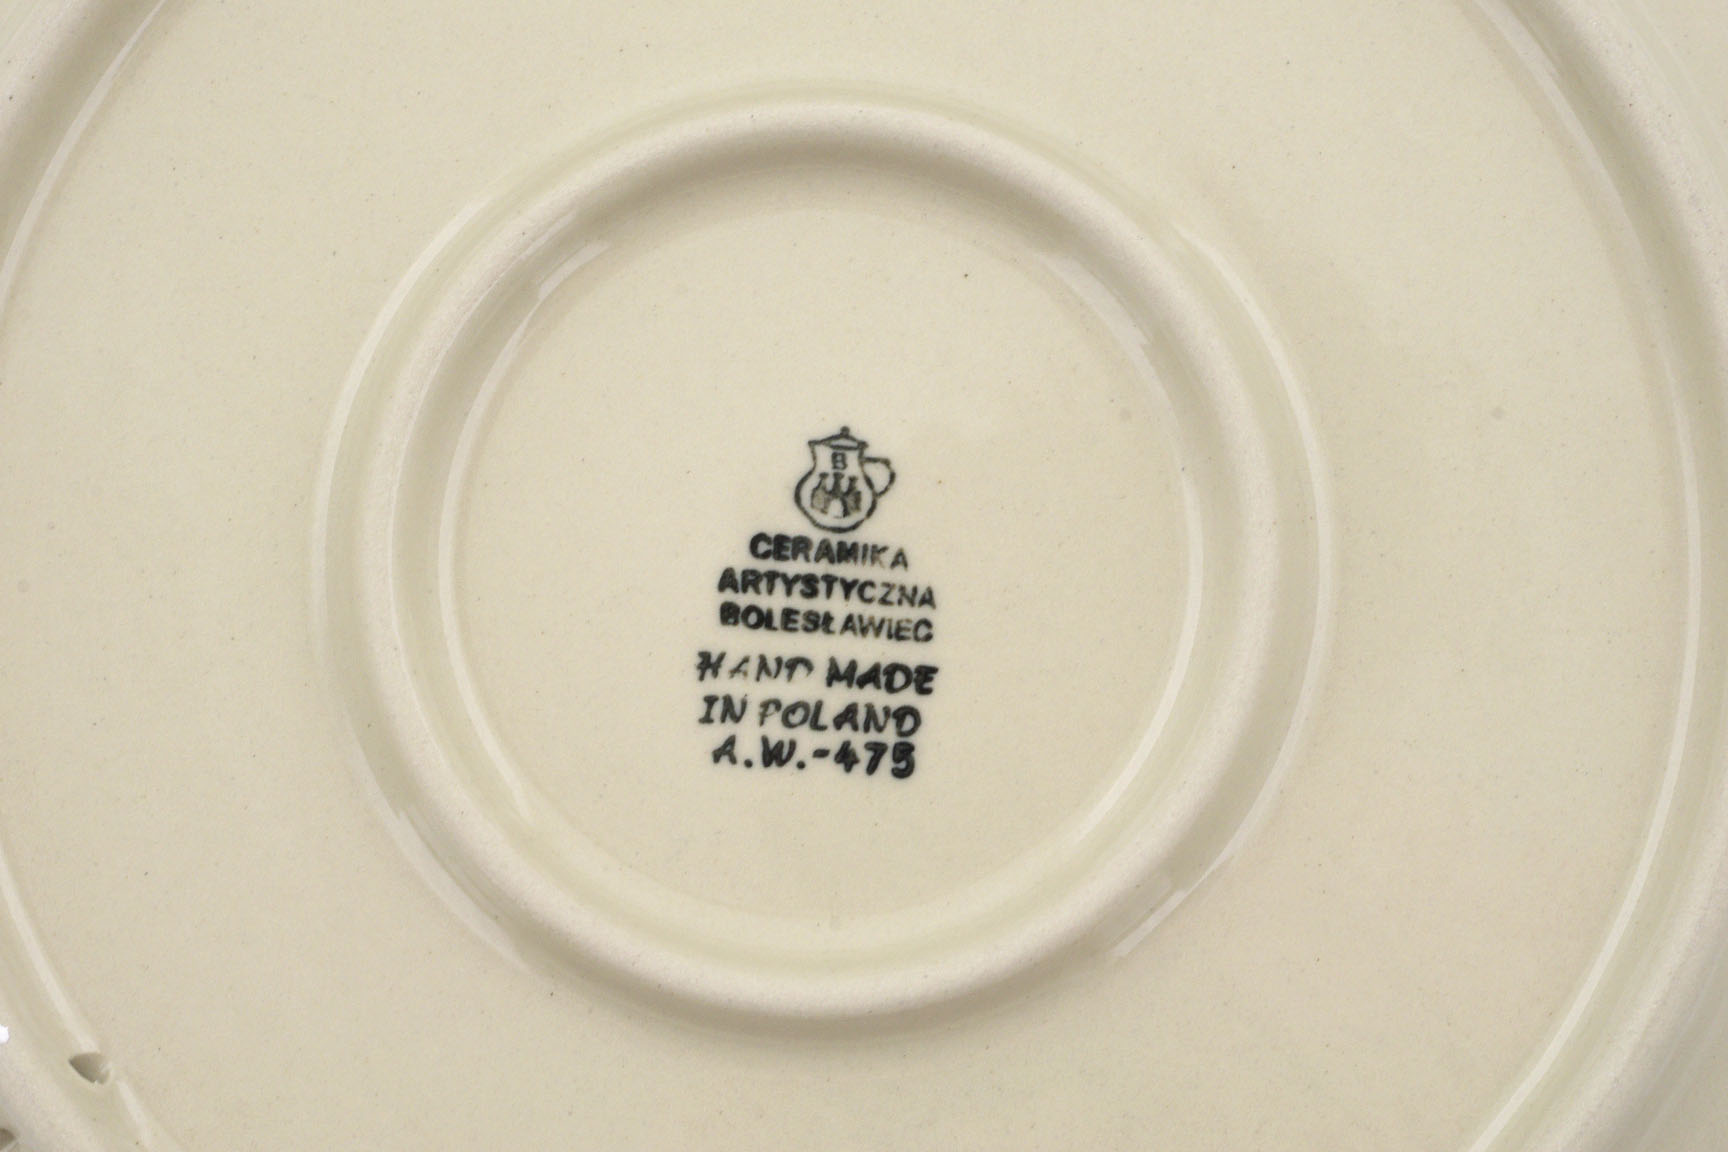 B
CERAMIKA
ARTYSTYCZNA
BOLESŁAWIEC
HAND MADE
IN POLAND
A.W.-475